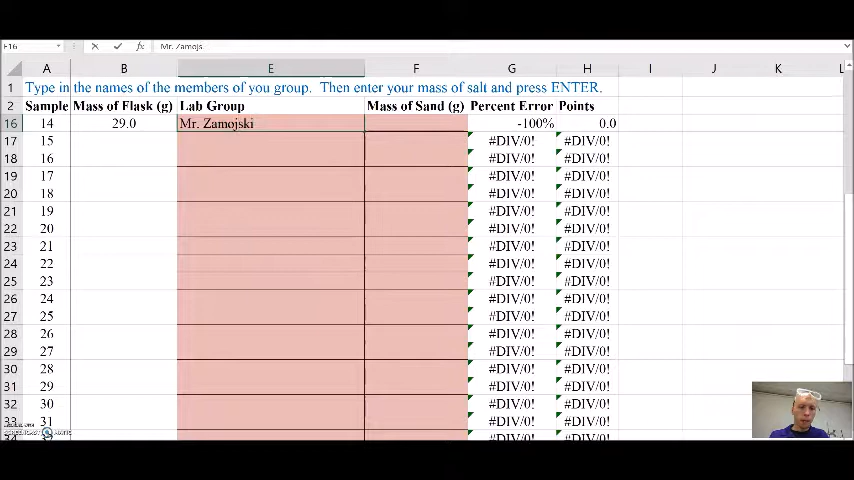 F16 Mr. Zamojs
A B E F G H I J K L
1 Type in the names of the members of you group. Then enter your mass of salt and press ENTER.
2 Sample Mass of Flask (g) Lab Group Mass of Sand (g) Percent Error Points
16 14 29.0 Mr. Zamojski -100% 0.0
17 15 #DIV/0! #DIV/0!
18 16 #DIV/0! #DIV/0!
19 17 #DIV/0! #DIV/0!
20 18 #DIV/0! #DIV/0!
21 19 #DIV/0! #DIV/0!
22 20 #DIV/0! #DIV/0!
23 21 #DIV/0! #DIV/0!
24 22 #DIV/0! #DIV/0!
25 23 #DIV/0! #DIV/0!
26 24 #DIV/0! #DIV/0!
27 25 #DIV/0! #DIV/0!
28 26 #DIV/0! #DIV/0!
29 27 #DIV/0! #DIV/0!
30 28 #DIV/0! #DIV/0!
31 29 #DIV/0! #DIV/0!
32 30 #DIV/0! #DIV/0!
33 31 #DIV/0! #DIV/0!
#DIV/0! #DIV/0!